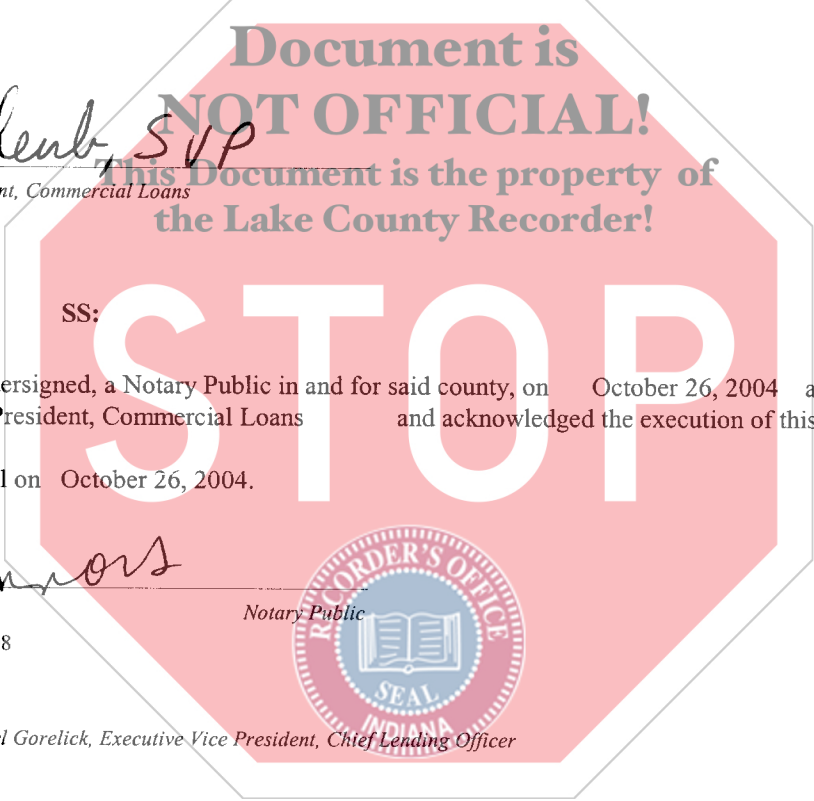 Document is
NOT OFFICIAL!
SVP
This Document is the property of
nt, Commercial Loans
the Lake County Recorder!
SS:
STOP
ersigned, a Notary Public in and for said county, on October 26, 2004 a
President, Commercial Loans and acknowledged the execution of this
l on October 26, 2004.
RECORDER'S OFFICE
Notary Public
8
SEAL
INDIANA
l Gorelick, Executive Vice President, Chief Lending Officer